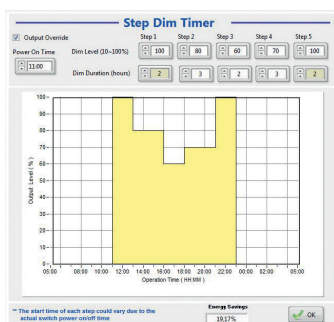 Step Dim Timer
Output Override
Step 1 Step 2 Step 3 Step 4 Step 5
Power On Time
Dim Level (10~100%) 100 80 60 70 100
11:00
Dim Duration (hours) 2 3 2 3 2
100-
90-
80-
70-
60-
50-
40-
30-
20-
10-
0-
Output Level ( % )
05:00 08:00 10:00 12:00 14:00 16:00 18:00 20:00 22:00 00:00 02:00 05:00
Operation Time ( HH:MM )
** The start time of each step could vary due to the
actual switch power on/off time
Energy Savings
19,17%
OK